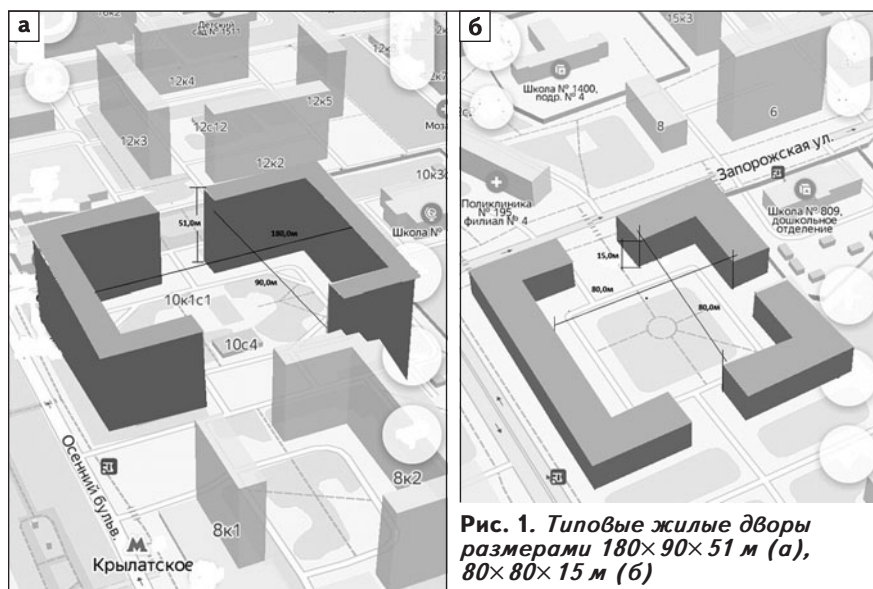 а
Детский
сад № 1511
12к4
12к5
12к3
12с12
12к2
10к3
Школа №
51,0м
180,0м
90,0м
10к1с1
10с4
Осенний бульв.
8к1
8к2
Крылатское
б
15к3
Школа № 1400,
подр. № 4
8
6
Запорожская ул.
Поликлиника
№ 195,
филиал № 4
Школа № 809,
дошкольное
отделение
15,0м
80,0м
80,0м
Рис. 1. Типовые жилые дворы
размерами 180×90×51 м (а),
80×80×15 м (б)